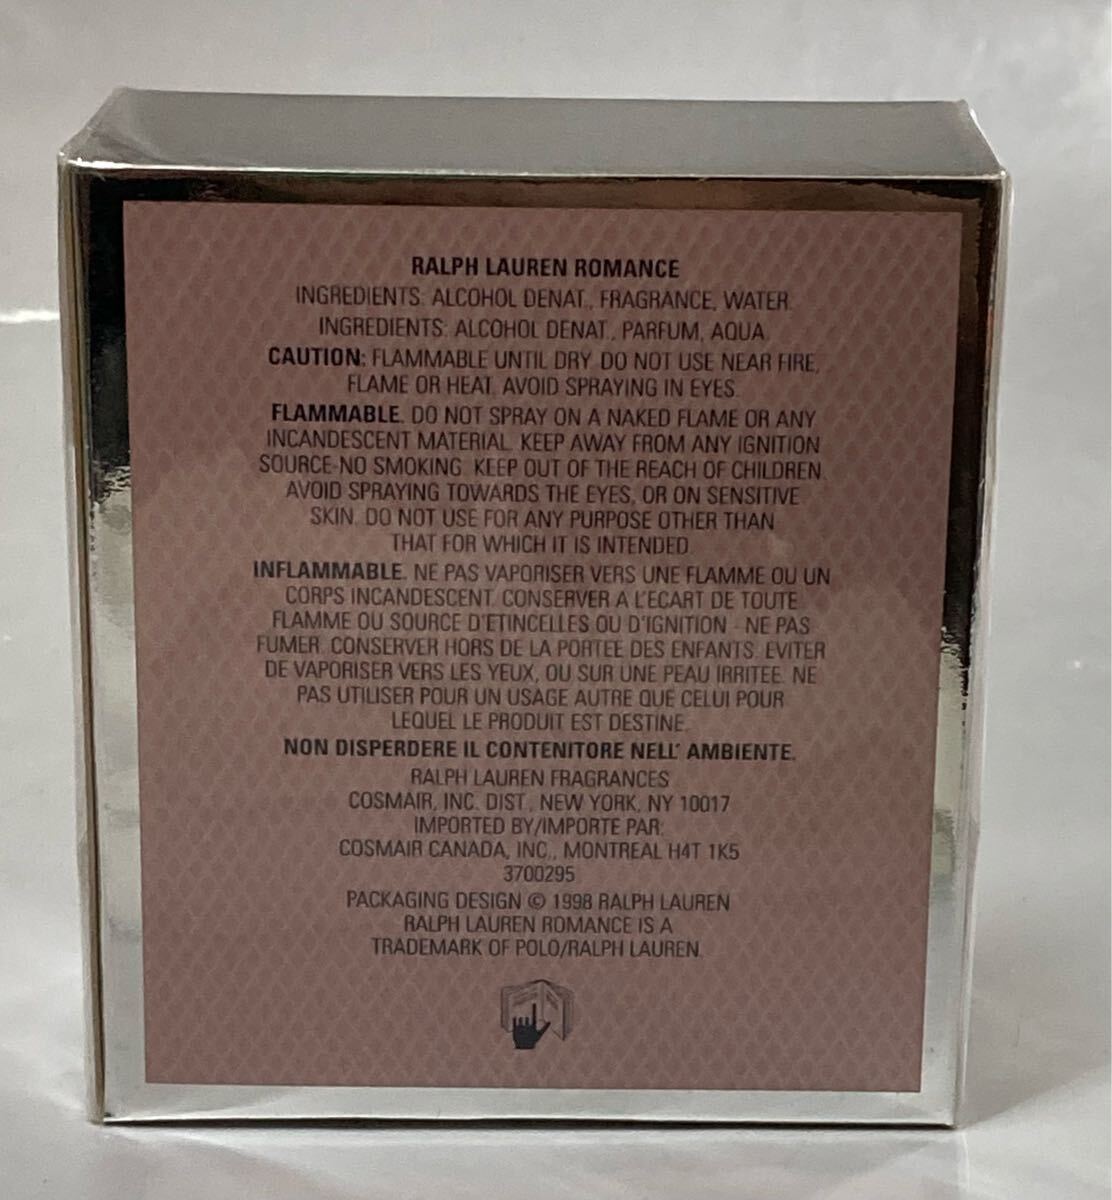 RALPH LAUREN ROMANCE
INGREDIENTS: ALCOHOL DENAT., FRAGRANCE, WATER.
INGREDIENTS: ALCOHOL DENAT., PARFUM, AQUA.
CAUTION: FLAMMABLE UNTIL DRY. DO NOT USE NEAR FIRE,
FLAME OR HEAT. AVOID SPRAYING IN EYES.
FLAMMABLE. DO NOT SPRAY ON A NAKED FLAME OR ANY
INCANDESCENT MATERIAL. KEEP AWAY FROM ANY IGNITION
SOURCE-NO SMOKING. KEEP OUT OF THE REACH OF CHILDREN.
AVOID SPRAYING TOWARDS THE EYES, OR ON SENSITIVE
SKIN. DO NOT USE FOR ANY PURPOSE OTHER THAN
THAT FOR WHICH IT IS INTENDED.
INFLAMMABLE. NE PAS VAPORISER VERS UNE FLAMME OU UN
CORPS INCANDESCENT. CONSERVER A L'ECART DE TOUTE
FLAMME OU SOURCE D'ETINCELLES OU D'IGNITION - NE PAS
FUMER. CONSERVER HORS DE LA PORTEE DES ENFANTS. EVITER
DE VAPORISER VERS LES YEUX, OU SUR UNE PEAU IRRITEE. NE
PAS UTILISER POUR UN USAGE AUTRE QUE CELUI POUR
LEQUEL LE PRODUIT EST DESTINE.
NON DISPERDERE IL CONTENITORE NELL' AMBIENTE.
RALPH LAUREN FRAGRANCES
COSMAIR, INC. DIST., NEW YORK, NY 10017
IMPORTED BY/IMPORTE PAR:
COSMAIR CANADA, INC., MONTREAL H4T 1K5
3700295
PACKAGING DESIGN © 1998 RALPH LAUREN
RALPH LAUREN ROMANCE IS A
TRADEMARK OF POLO/RALPH LAUREN.